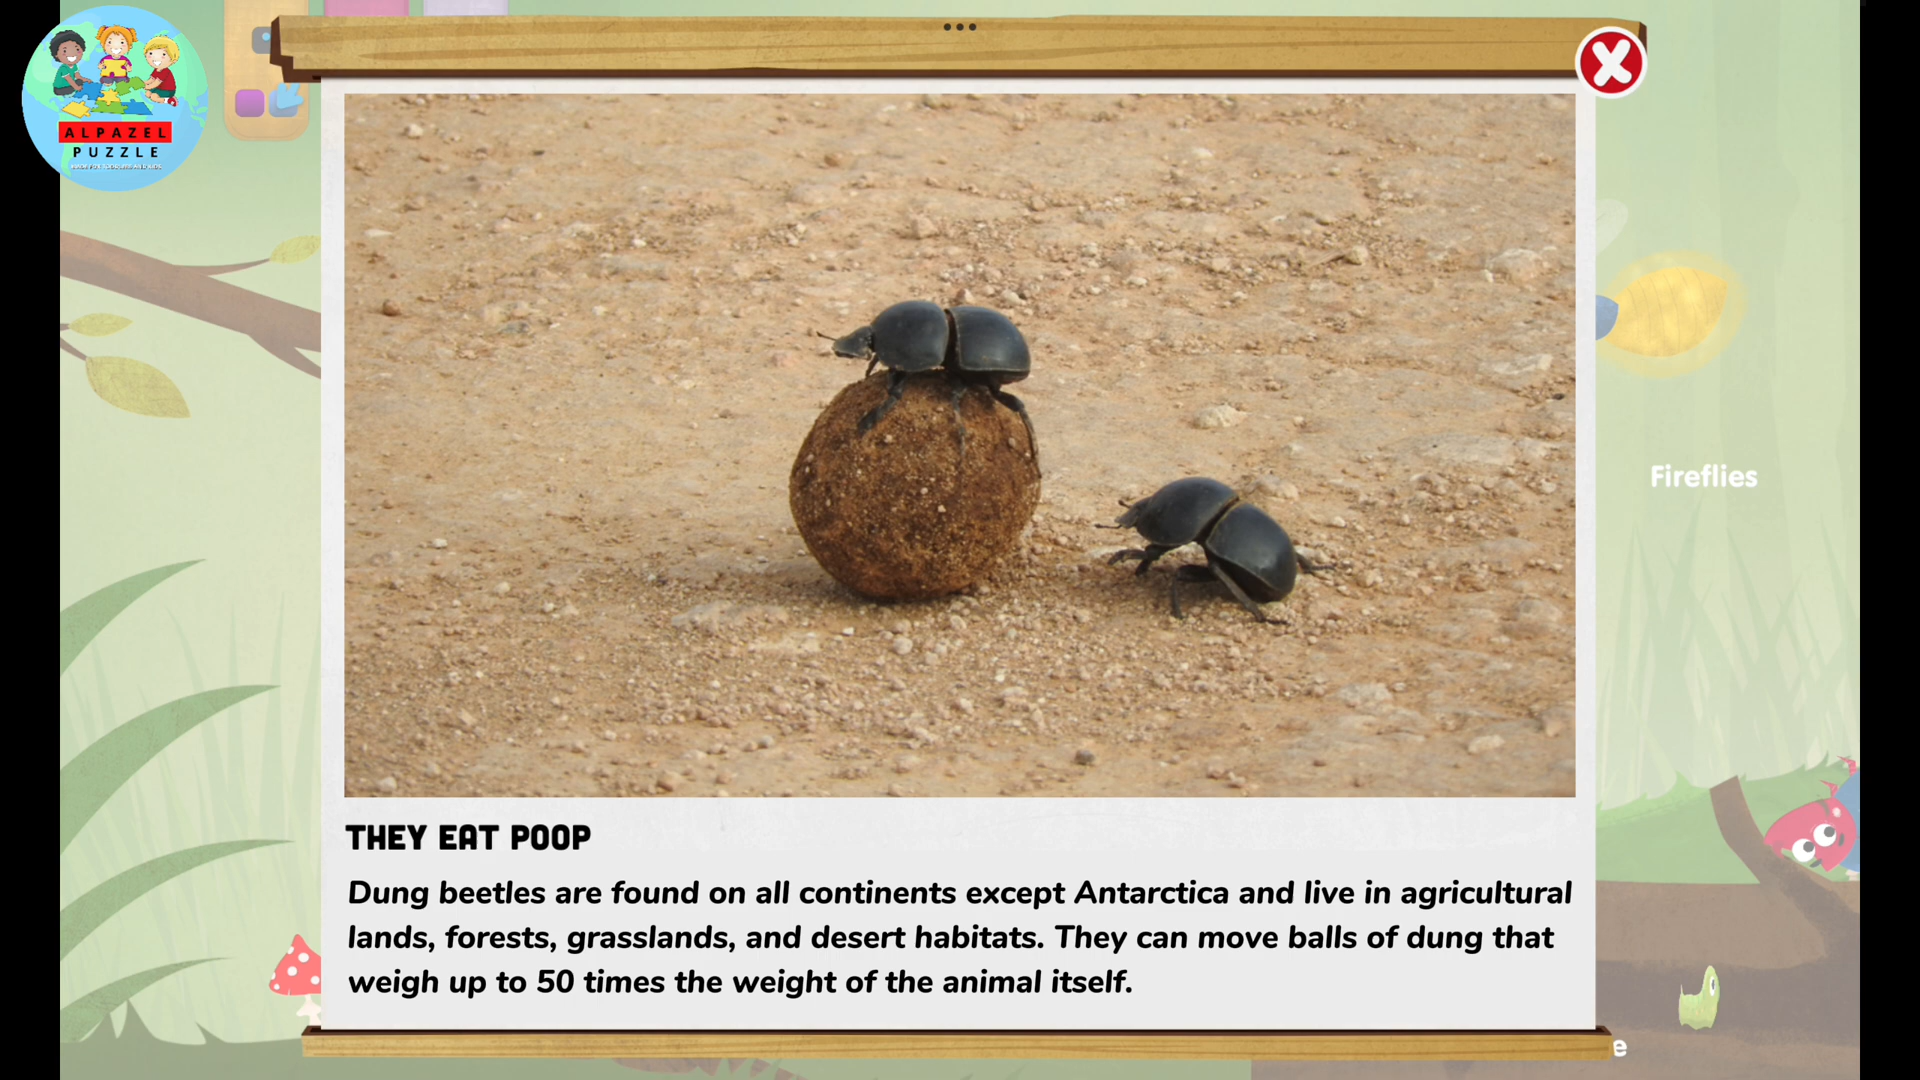 ALPAZEL
PUZZLE
Fireflies
THEY EAT POOP
Dung beetles are found on all continents except Antarctica and live in agricultural
lands, forests, grasslands, and desert habitats. They can move balls of dung that
weigh up to 50 times the weight of the animal itself.
e